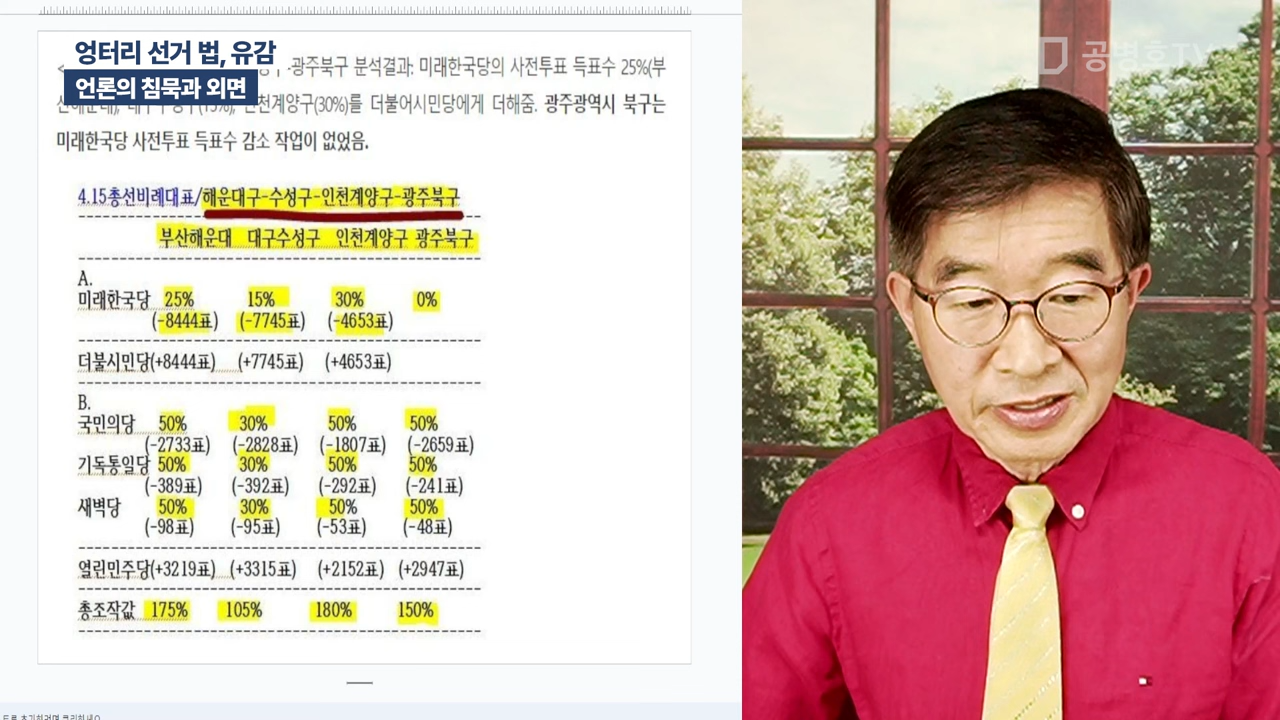 엉터리 선거 법, 유감
언론의 침묵과 외면
-광주북구 분석결과: 미래한국당의 사전투표 득표수 25%(부
인천계양구(30%)를 더불어시민당에게 더해줌. 광주광역시 북구는
미래한국당 사전투표 득표수 감소 작업이 없었음.
4.15총선비례대표/해운대구-수성구-인천계양구-광주북구
부산해운대 대구수성구 인천계양구 광주북구
A.
미래한국당 25% 15% 30% 0%
(-8444표) (-7745표) (-4653표)
더불시민당(+8444표) (+7745표) (+4653표)
B.
국민의당 50% 30% 50% 50%
(-2733표) (-2828표) (-1807표) (-2659표)
기독통일당 50% 30% 50% 50%
(-389표) (-392표) (-292표) (-241표)
새벽당 50% 30% 50% 50%
(-98표) (-95표) (-53표) (-48표)
열린민주당(+3219표) (+3315표) (+2152표) (+2947표)
총조작값 175% 105% 180% 150%
공병호TV